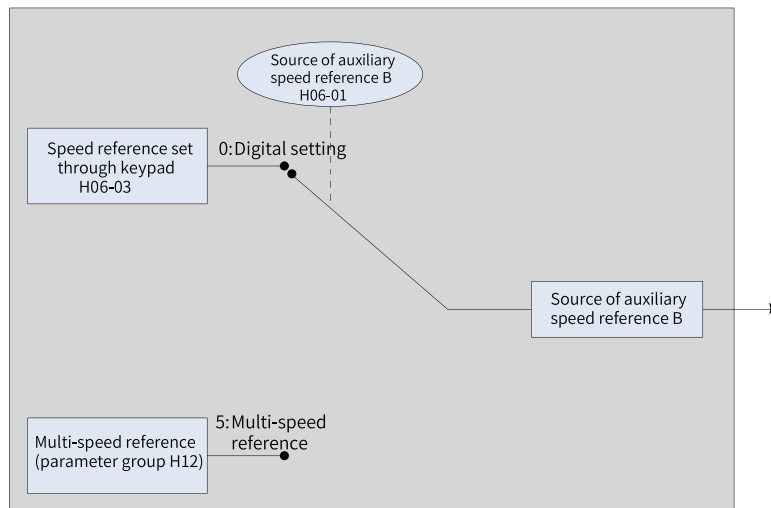 Source of auxiliary
speed reference B
H06-01
Speed reference set
through keypad
H06-03
0:Digital setting
Source of auxiliary
speed reference B
5:Multi-speed
reference
Multi-speed reference
(parameter group H12)